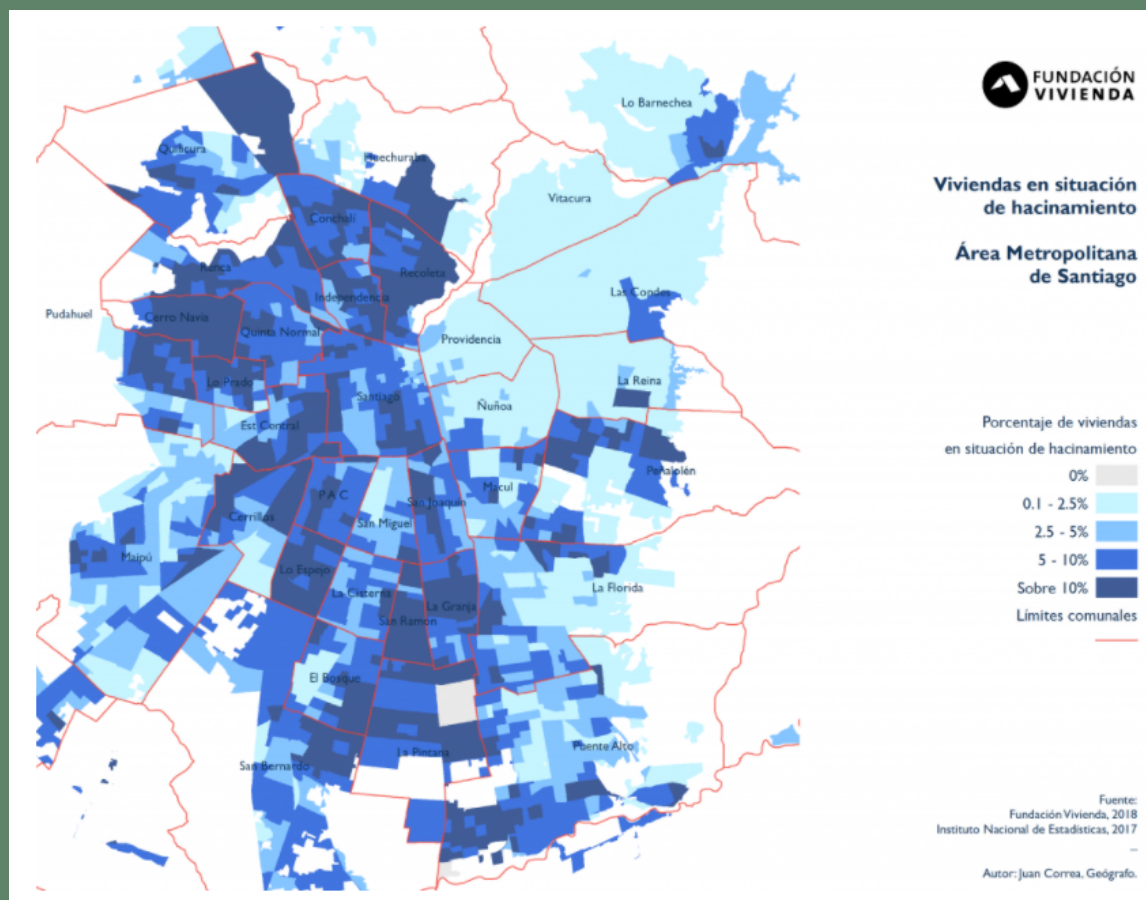 FUNDACIÓN
VIVIENDA
Viviendas en situación
de hacinamiento
Área Metropolitana
de Santiago
Lo Barnechea
Quilicura
Huechuraba
Vitacura
Conchalí
Renca
Recoleta
Las Condes
Independencia
Pudahuel
Cerro Navia
Quinta Normal
Providencia
Lo Prado
La Reina
Santiago
Ñuñoa
Est Central
Peñalolén
Macul
P A C
San Joaquín
Cerrillos
San Miguel
Maipú
Lo Espejo
La Florida
La Cisterna
La Granja
San Ramón
El Bosque
Puente Alto
La Pintana
San Bernardo
Porcentaje de viviendas
en situación de hacinamiento
0%
0.1 - 2.5%
2.5 - 5%
5 - 10%
Sobre 10%
Límites comunales
Fuente:
Fundación Vivienda, 2018
Instituto Nacional de Estadísticas, 2017
–
Autor: Juan Correa, Geógrafo.